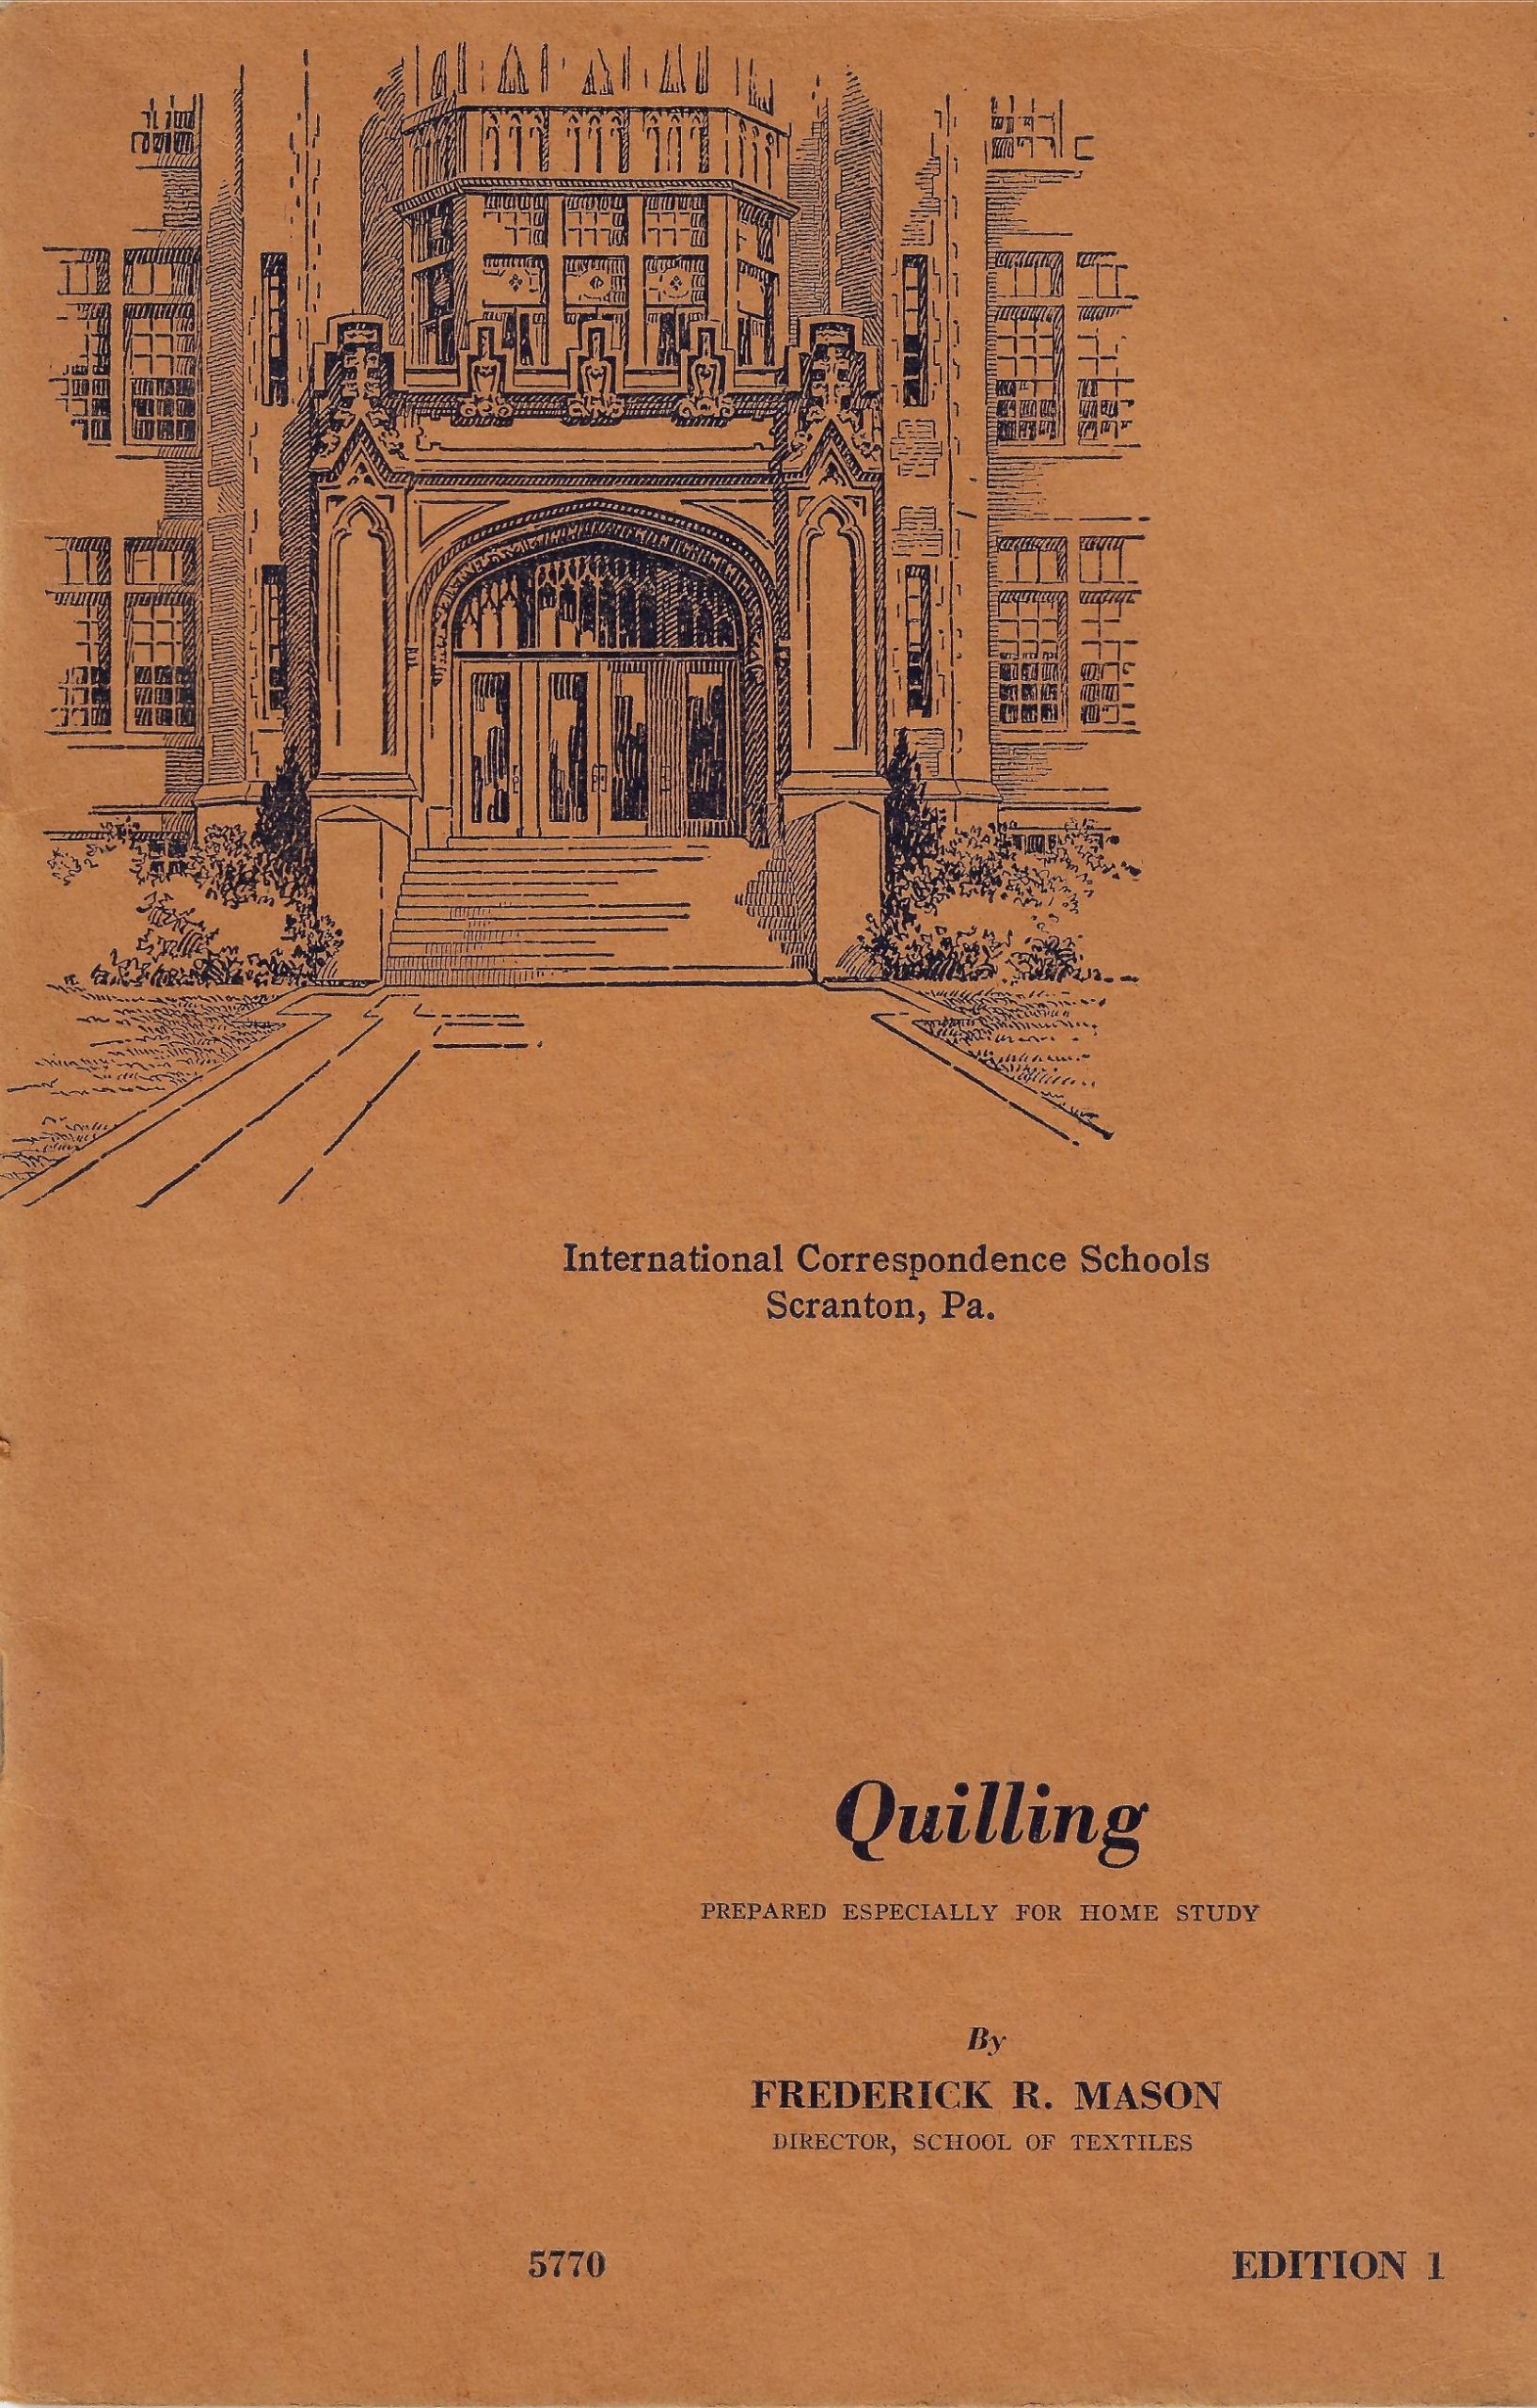 International Correspondence Schools
Scranton, Pa.
Quilling
PREPARED ESPECIALLY FOR HOME STUDY
By
FREDERICK R. MASON
DIRECTOR, SCHOOL OF TEXTILES
5770 EDITION 1